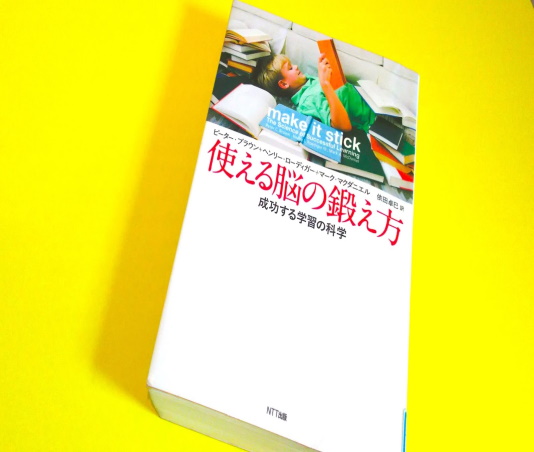 make it stick
The Science of Successful Learning
ピーター・ブラウン+ヘンリー・ローディガー+マーク・マクダニエル 依田卓巳 訳
使える脳の鍛え方
成功する学習の科学
NTT出版